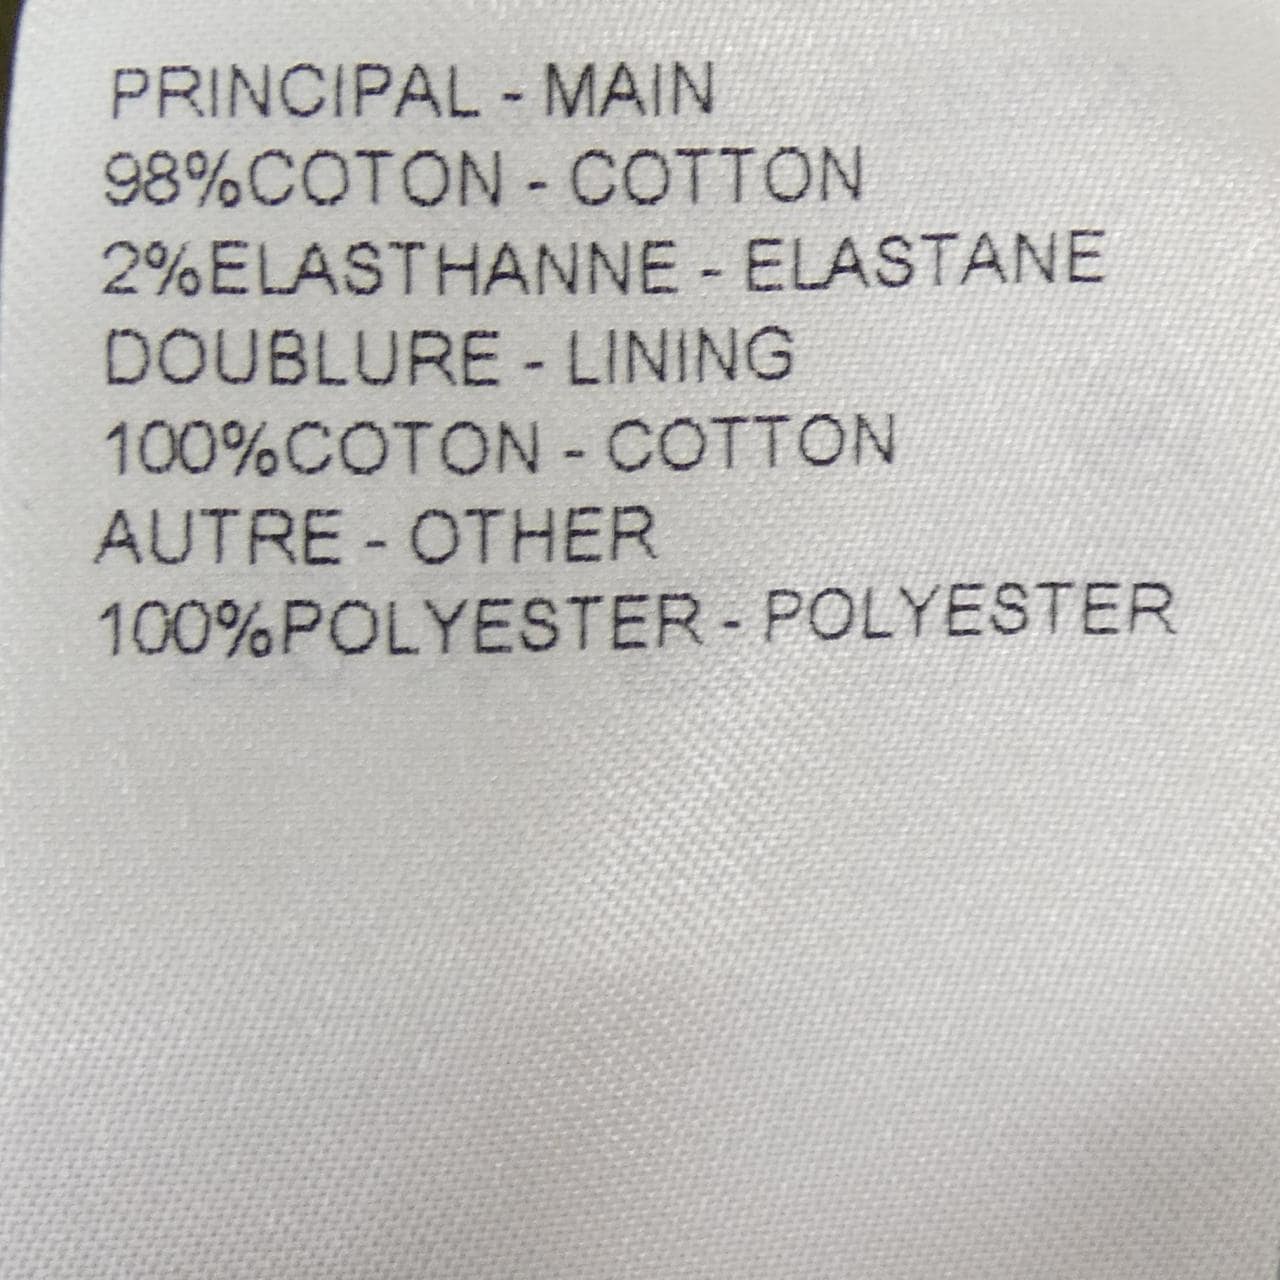 PRINCIPAL - MAIN
98%COTON - COTTON
2%ELASTHANNE - ELASTANE
DOUBLURE - LINING
100%COTON - COTTON
AUTRE - OTHER
100%POLYESTER - POLYESTER